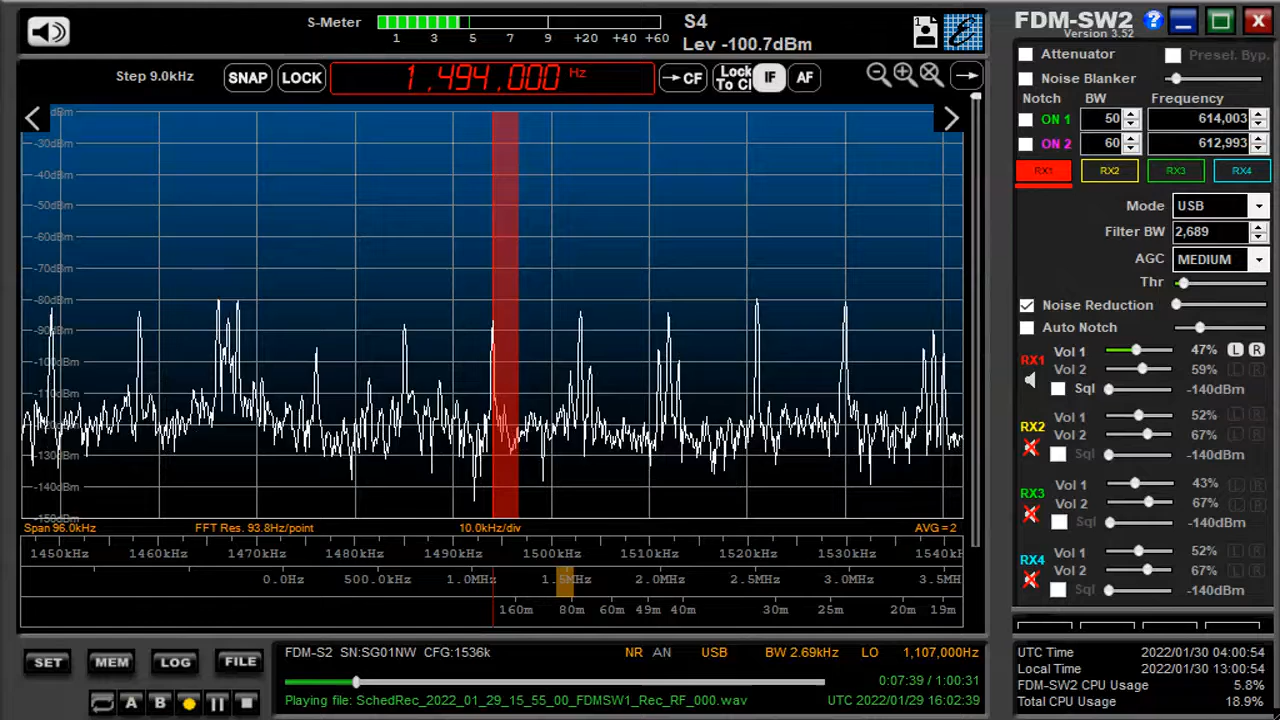 S-Meter
1 3 5 7 9 +20 +40 +60
S4
Lev -100.7dBm
FDM-SW2
Version 3.52
?
X
Step 9.0kHz
SNAP
LOCK
1,494,000 Hz
→CF
IF
AF
-30dBm
-40dBm
-50dBm
-60dBm
-70dBm
-80dBm
-90dBm
-100dBm
-110dBm
-120dBm
-130dBm
-140dBm
-150dBm
Span 96.0kHz
FFT Res. 93.8Hz/point
10.0kHz/div
AVG=2
1450kHz 1460kHz 1470kHz 1480kHz 1490kHz 1500kHz 1510kHz 1520kHz 1530kHz
0.0Hz 500.0kHz 1.0MHz 1.5MHz 2.0MHz 2.5MHz 3.0MHz
160m 80m 60m 49m 40m 30m 25m 20m 19m
Attenuator
Presel. Byp.
Noise Blanker
Notch BW Frequency
ON 1 50 614,003
ON 2 60 612,993
RX1 RX2 RX3 RX4
Mode USB
Filter BW 2,689
AGC MEDIUM
Thr
Noise Reduction
Auto Notch
RX1
Vol 1 47% L R
Vol 2 59% L R
Sql -140dBm
RX2
Vol 1 52% L R
Vol 2 67% L R
Sql -140dBm
RX3
Vol 1 43% L R
Vol 2 67% L R
Sql -140dBm
RX4
Vol 1 52% L R
Vol 2 67% L R
Sql -140dBm
SET
MEM
LOG
FILE
A
B
FDM-S2 SN:SG01NW CFG:1536k
NR AN USB BW 2.69kHz LO 1,107,000Hz
0:07:39 / 1:00:31
Playing file: SchedRec_2022_01_29_15_55_00_FDMSW1_Rec_RF_000.wav
UTC 2022/01/29 16:02:39
UTC Time 2022/01/30 04:00:54
Local Time 2022/01/30 13:00:54
FDM-SW2 CPU Usage 5.8%
Total CPU Usage 18.9%